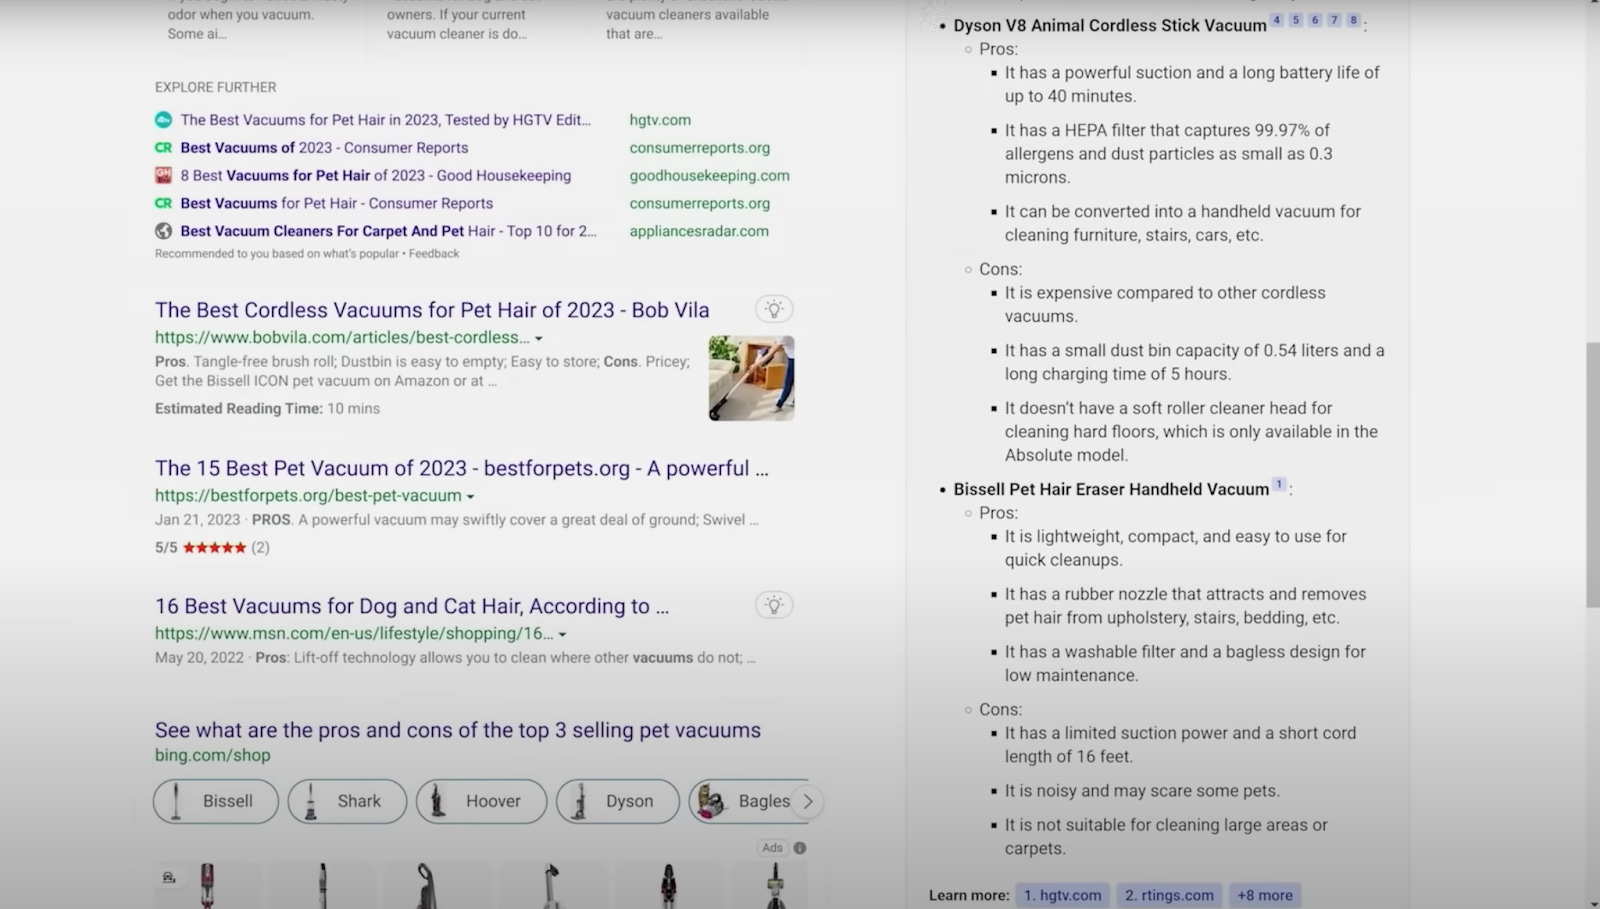 odor when you vacuum.
Some ai...
owners. If your current
vacuum cleaner is do...
vacuum cleaners available
that are...
EXPLORE FURTHER
The Best Vacuums for Pet Hair in 2023, Tested by HGTV Edit... hgtv.com
CR Best Vacuums of 2023 - Consumer Reports consumerreports.org
GH 8 Best Vacuums for Pet Hair of 2023 - Good Housekeeping goodhousekeeping.com
CR Best Vacuums for Pet Hair - Consumer Reports consumerreports.org
Best Vacuum Cleaners For Carpet And Pet Hair - Top 10 for 2... appliancesradar.com
Recommended to you based on what's popular • Feedback
The Best Cordless Vacuums for Pet Hair of 2023 - Bob Vila
https://www.bobvila.com/articles/best-cordless...
Pros. Tangle-free brush roll; Dustbin is easy to empty; Easy to store; Cons. Pricey;
Get the Bissell ICON pet vacuum on Amazon or at ...
Estimated Reading Time: 10 mins
The 15 Best Pet Vacuum of 2023 - bestforpets.org - A powerful ...
https://bestforpets.org/best-pet-vacuum
Jan 21, 2023 · PROS. A powerful vacuum may swiftly cover a great deal of ground; Swivel ...
5/5 ★★★★★ (2)
16 Best Vacuums for Dog and Cat Hair, According to ...
https://www.msn.com/en-us/lifestyle/shopping/16...
May 20, 2022 · Pros: Lift-off technology allows you to clean where other vacuums do not; ...
See what are the pros and cons of the top 3 selling pet vacuums
bing.com/shop
Bissell Shark Hoover Dyson Bagles
Ads
• Dyson V8 Animal Cordless Stick Vacuum 4 5 6 7 8 :
Pros:
It has a powerful suction and a long battery life of
up to 40 minutes.
It has a HEPA filter that captures 99.97% of
allergens and dust particles as small as 0.3
microns.
It can be converted into a handheld vacuum for
cleaning furniture, stairs, cars, etc.
Cons:
It is expensive compared to other cordless
vacuums.
It has a small dust bin capacity of 0.54 liters and a
long charging time of 5 hours.
It doesn't have a soft roller cleaner head for
cleaning hard floors, which is only available in the
Absolute model.
• Bissell Pet Hair Eraser Handheld Vacuum 1 :
Pros:
It is lightweight, compact, and easy to use for
quick cleanups.
It has a rubber nozzle that attracts and removes
pet hair from upholstery, stairs, bedding, etc.
It has a washable filter and a bagless design for
low maintenance.
Cons:
It has a limited suction power and a short cord
length of 16 feet.
It is noisy and may scare some pets.
It is not suitable for cleaning large areas or
carpets.
Learn more: 1. hgtv.com 2. rtings.com +8 more